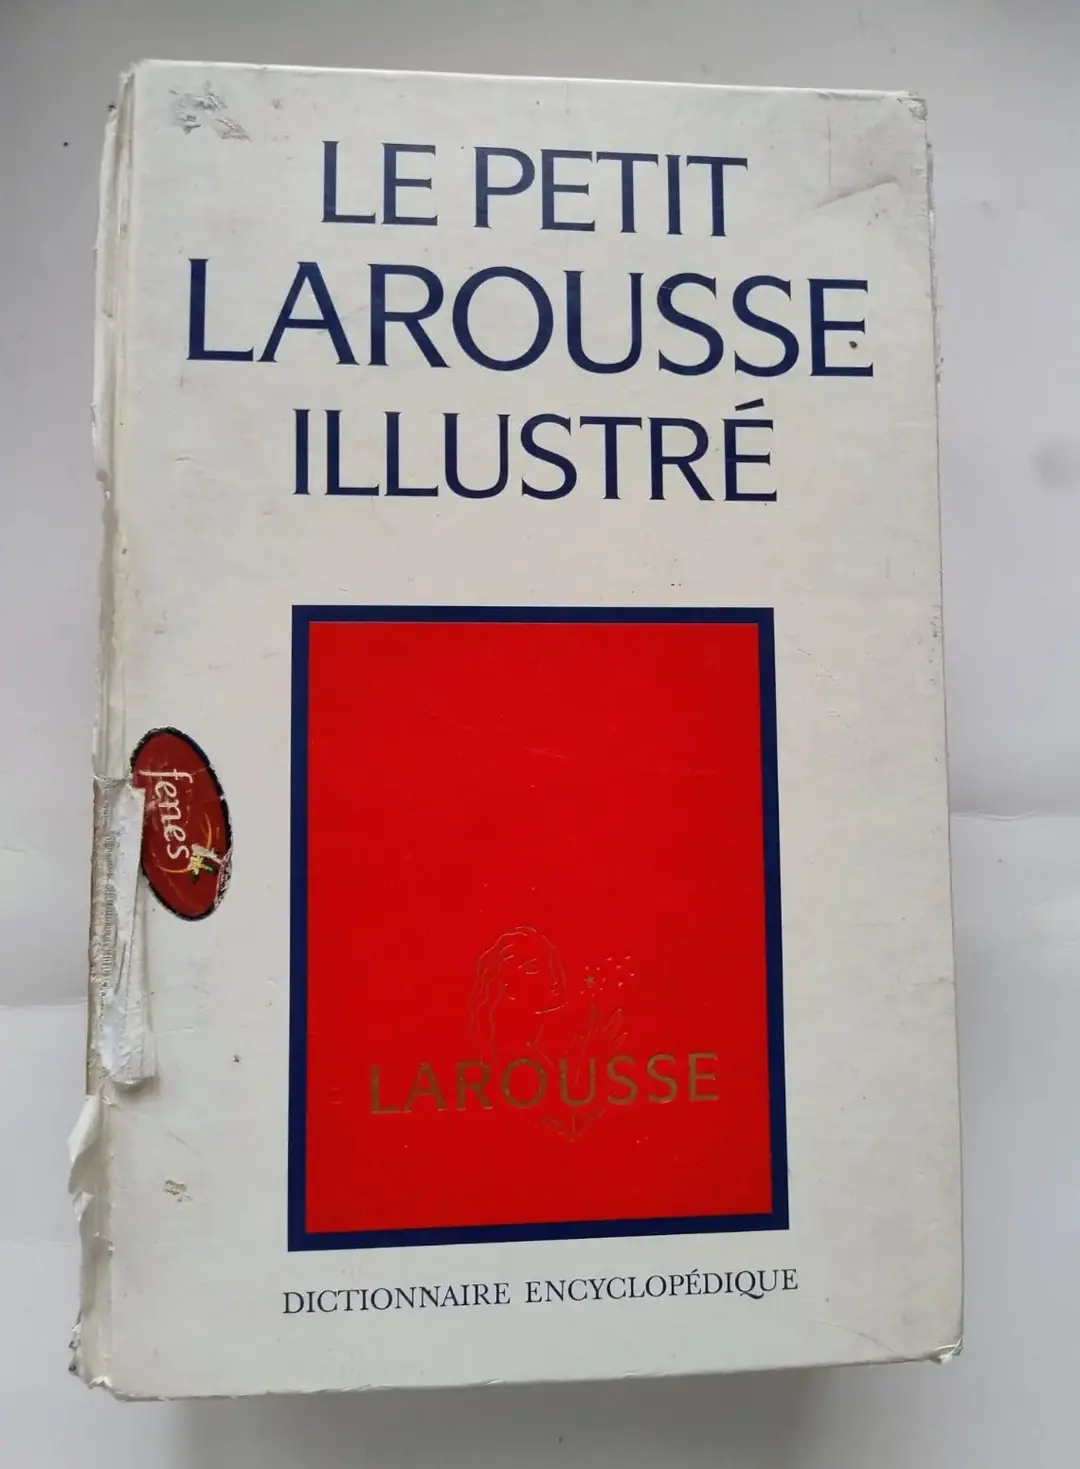 LE PETIT
LAROUSSE
ILLUSTRÉ
fenes
LAROUSSE
DICTIONNAIRE ENCYCLOPÉDIQUE